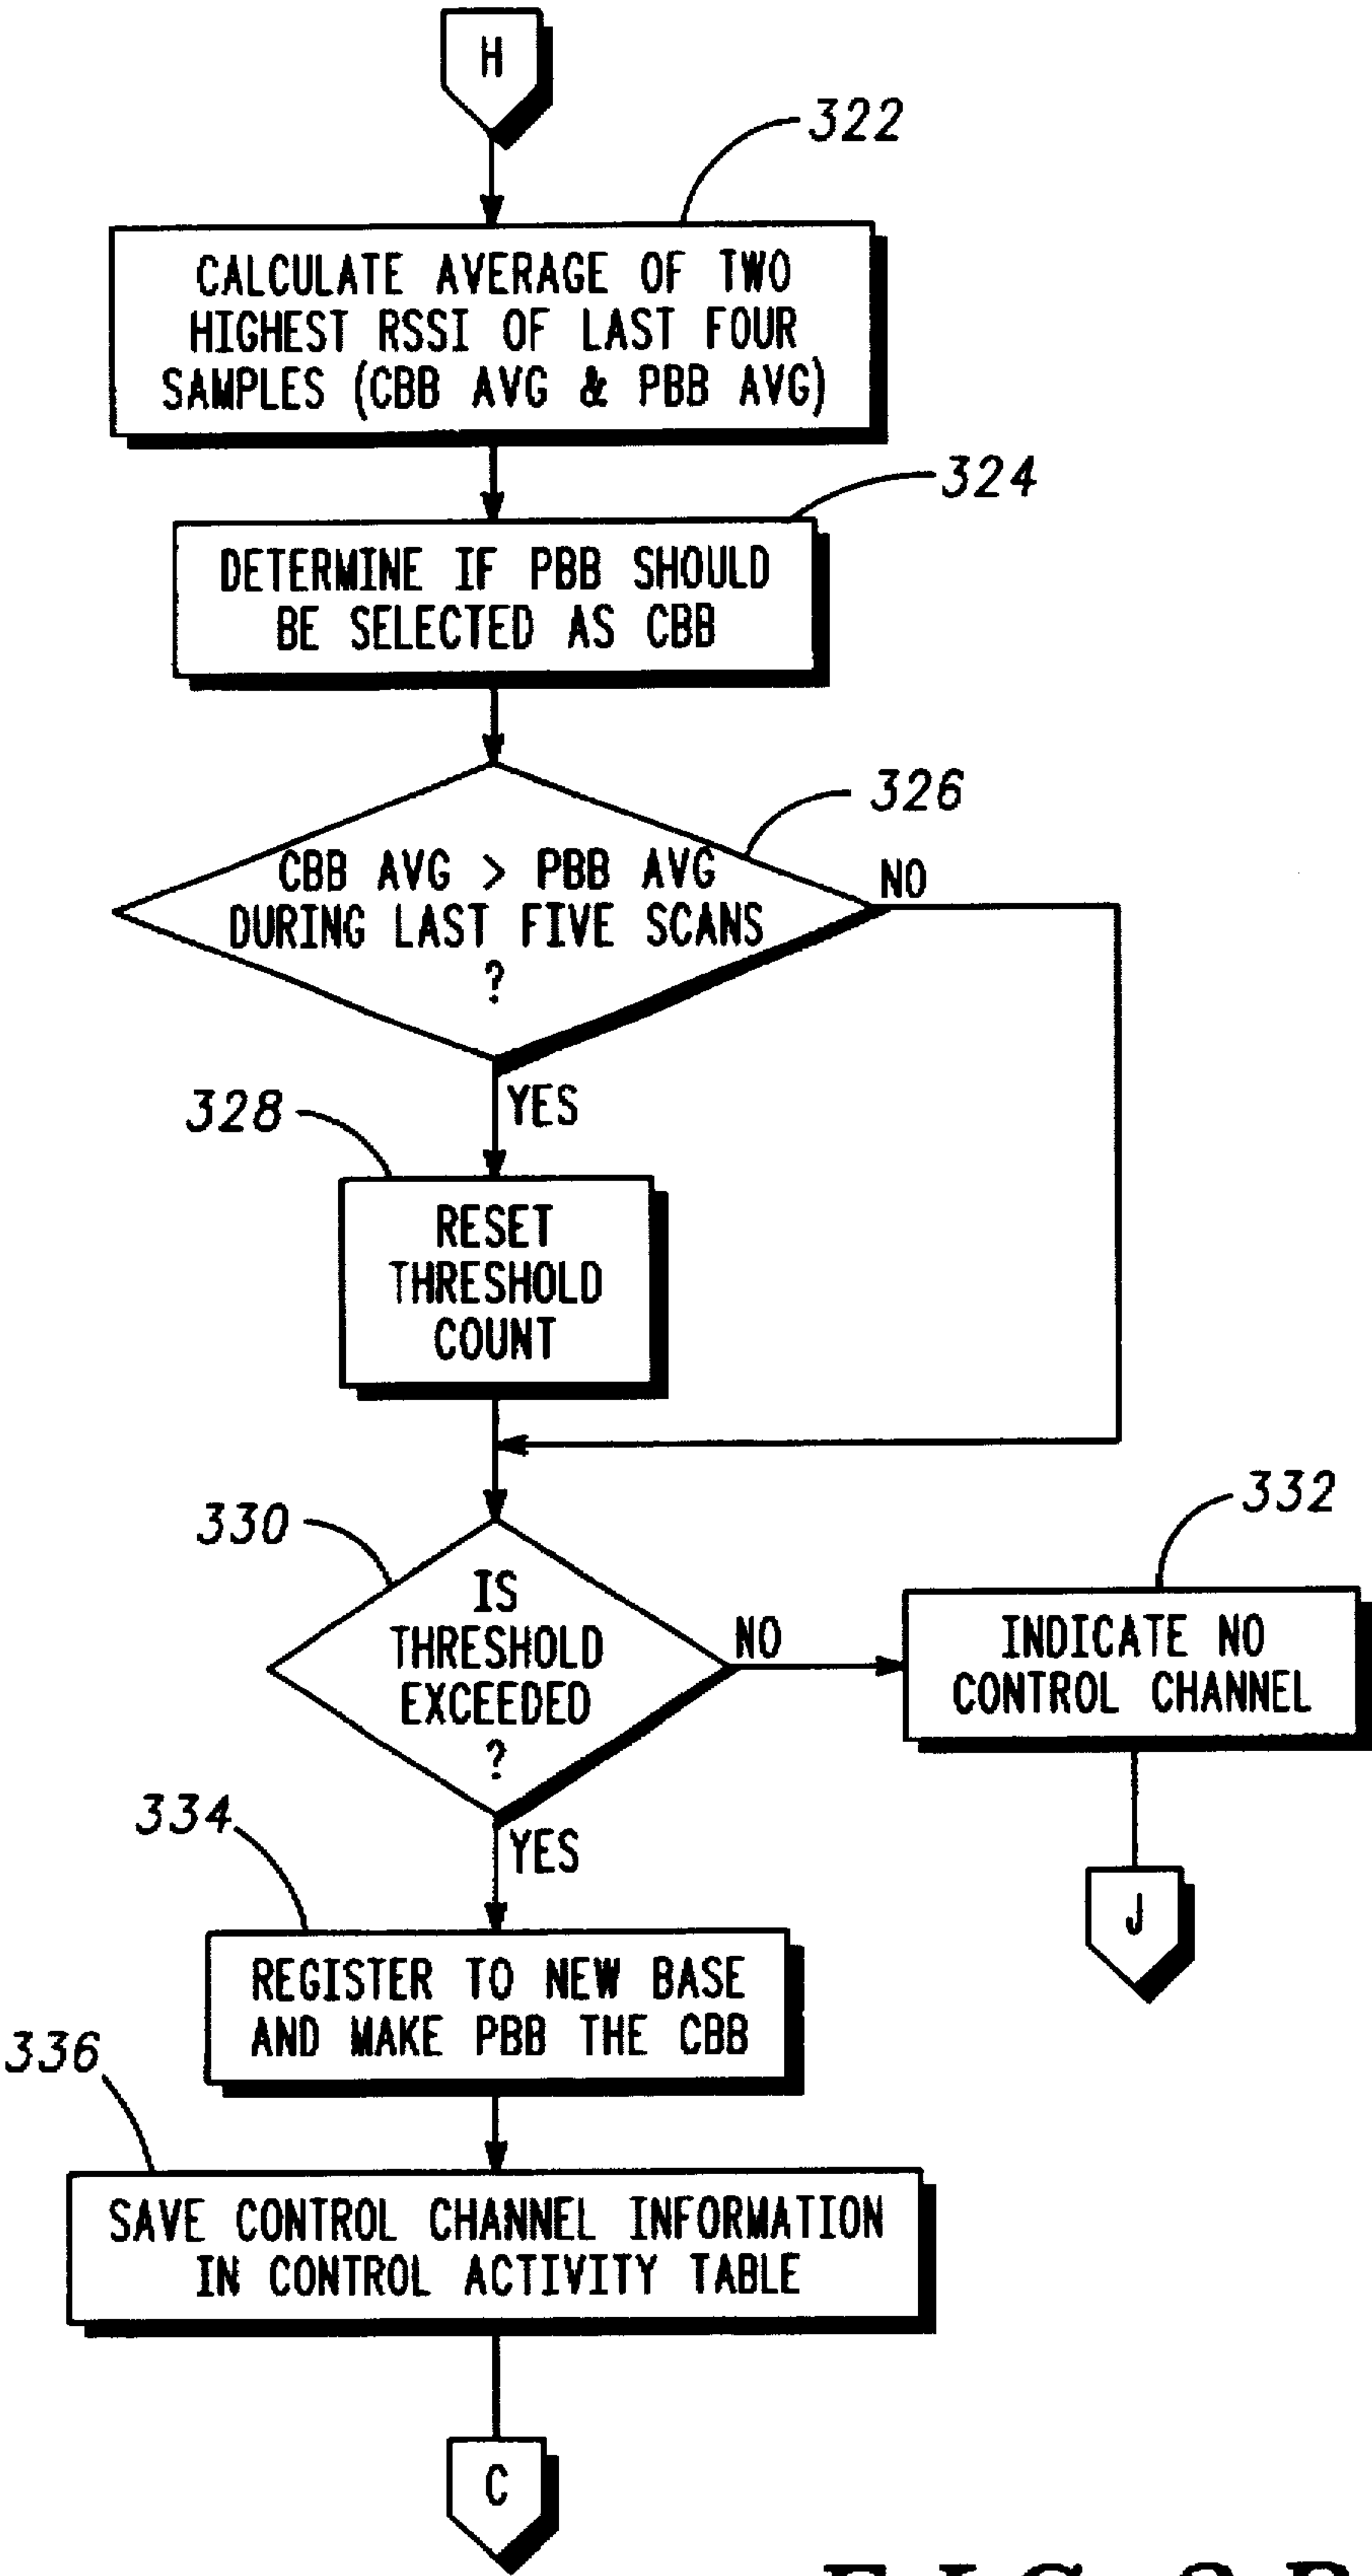 H
322
CALCULATE AVERAGE OF TWO
HIGHEST RSSI OF LAST FOUR
SAMPLES (CBB AVG & PBB AVG)
324
DETERMINE IF PBB SHOULD
BE SELECTED AS CBB
326
CBB AVG > PBB AVG
DURING LAST FIVE SCANS
?
NO
YES
328
RESET
THRESHOLD
COUNT
330
IS
THRESHOLD
EXCEEDED
?
NO
332
INDICATE NO
CONTROL CHANNEL
J
YES
334
REGISTER TO NEW BASE
AND MAKE PBB THE CBB
336
SAVE CONTROL CHANNEL INFORMATION
IN CONTROL ACTIVITY TABLE
C